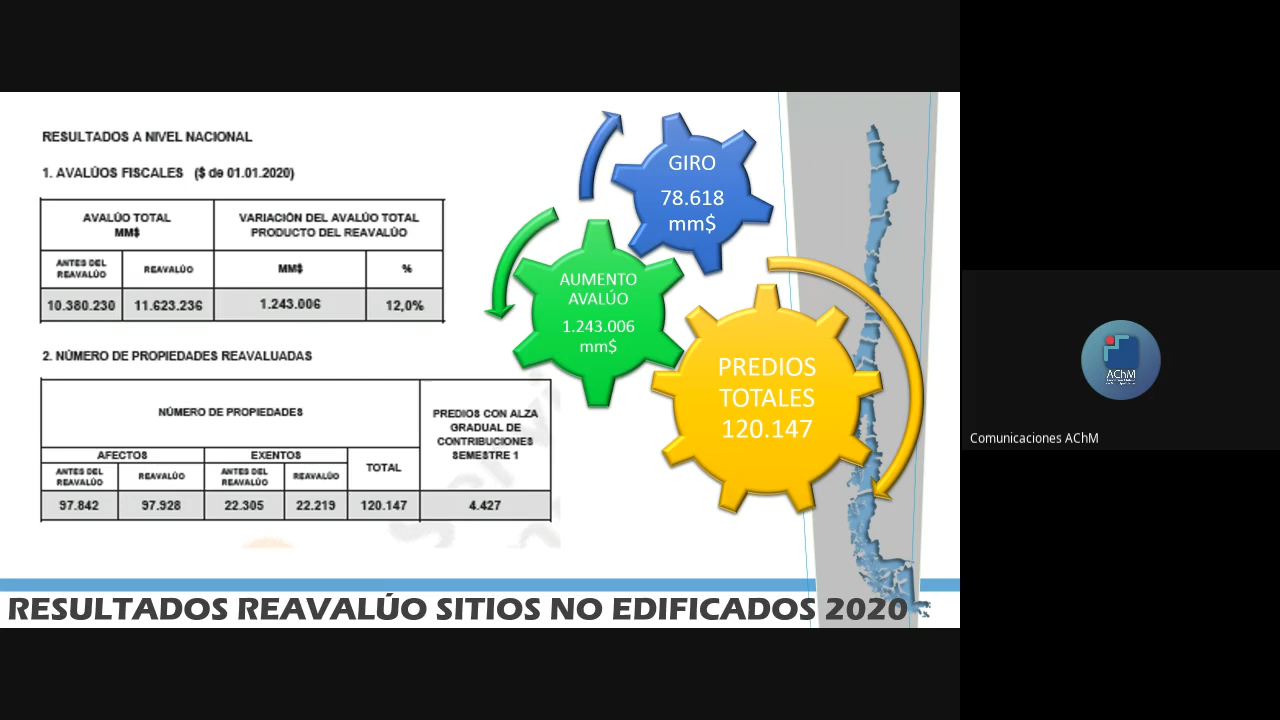 RESULTADOS A NIVEL NACIONAL
1. AVALÚOS FISCALES ($ de 01.01.2020)
AVALÚO TOTAL
MM$
VARIACIÓN DEL AVALÚO TOTAL
PRODUCTO DEL REAVALÚO
ANTES DEL
REAVALÚO
REAVALÚO
MM$
%
10.380.230
11.623.236
1.243.006
12,0%
2. NÚMERO DE PROPIEDADES REAVALUADAS
NÚMERO DE PROPIEDADES
PREDIOS CON ALZA
GRADUAL DE
CONTRIBUCIONES
SEMESTRE 1
AFECTOS
EXENTOS
TOTAL
ANTES DEL
REAVALÚO
REAVALÚO
ANTES DEL
REAVALÚO
REAVALÚO
97.842
97.928
22.305
22.219
120.147
4.427
GIRO
78.618
mm$
AUMENTO
AVALÚO
1.243.006
mm$
PREDIOS
TOTALES
120.147
RESULTADOS REAVALÚO SITIOS NO EDIFICADOS 2020
AChM
Comunicaciones AChM